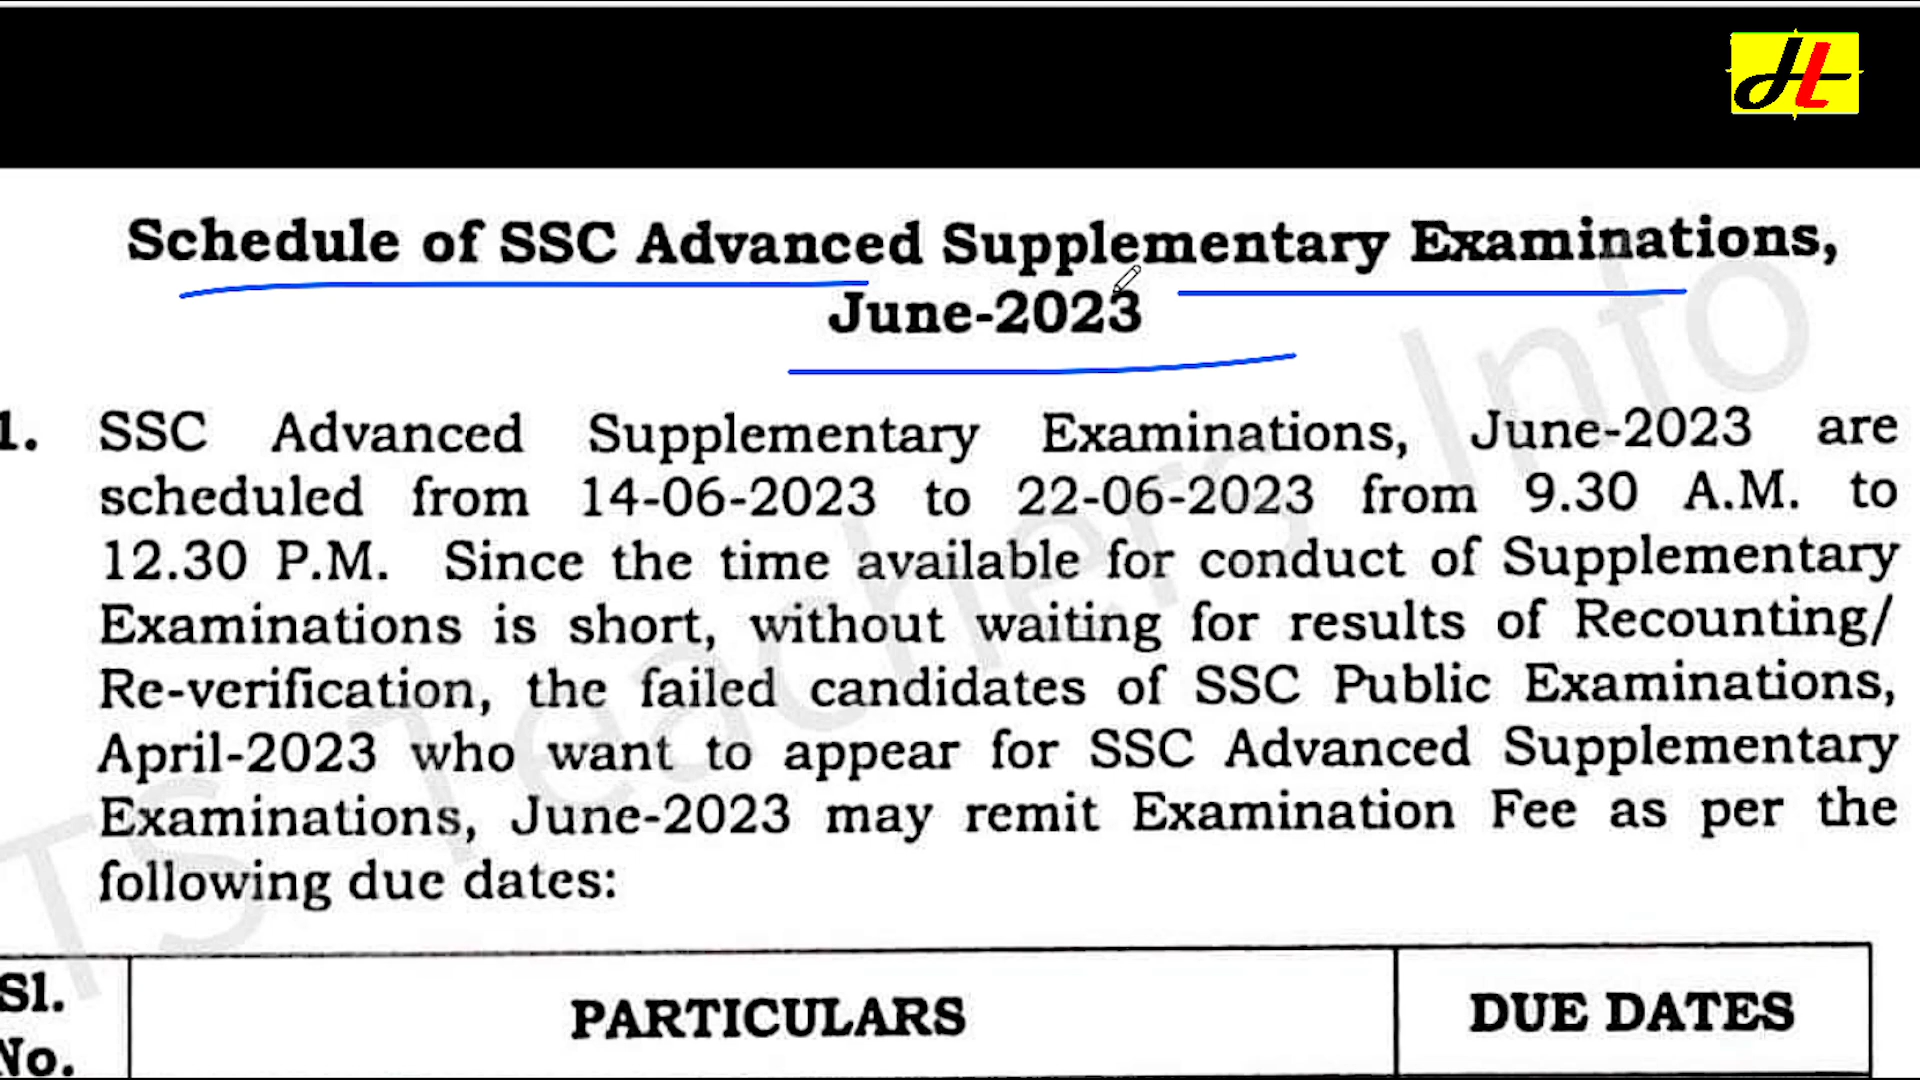 Ht
Schedule of SSC Advanced Supplementary Examinations,
June-2023
1. SSC Advanced Supplementary Examinations, June-2023 are
scheduled from 14-06-2023 to 22-06-2023 from 9.30 A.M. to
12.30 P.M. Since the time available for conduct of Supplementary
Examinations is short, without waiting for results of Recounting/
Re-verification, the failed candidates of SSC Public Examinations,
April-2023 who want to appear for SSC Advanced Supplementary
Examinations, June-2023 may remit Examination Fee as per the
following due dates:
Sl.
No.
PARTICULARS
DUE DATES
TS Teachers Info